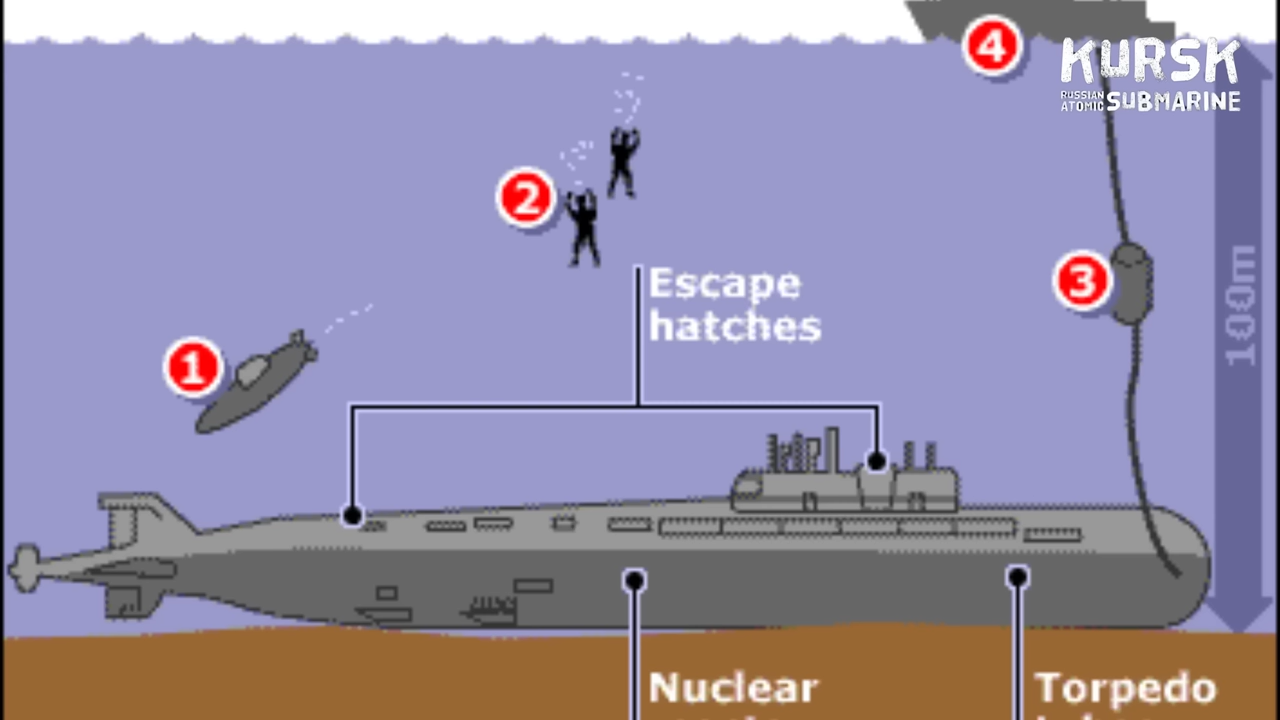 4
KURSK
RUSSIAN
ATOMIC SUBMARINE
2
Escape
hatches
3
100m
1
Nuclear
Torpedo